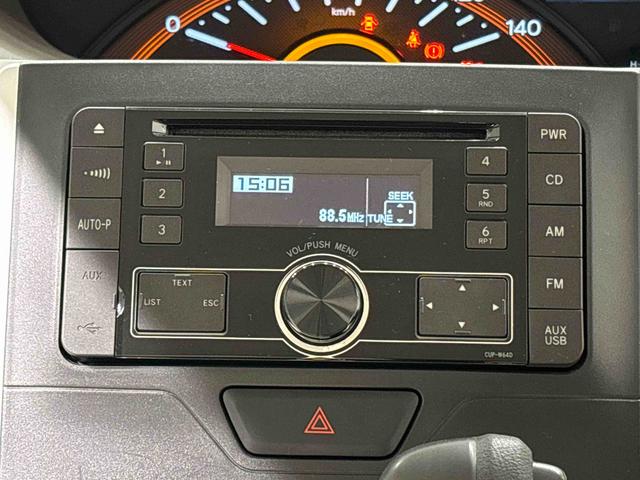 0
km/h
140
PWR
1
4
15:06
SEEK
2
5
RND
CD
88.5MHz TUNE
AUTO-P
3
6
RPT
AM
VOL/PUSH MENU
AUX
TEXT
LIST
ESC
FM
AUX
USB
CUP-W64D